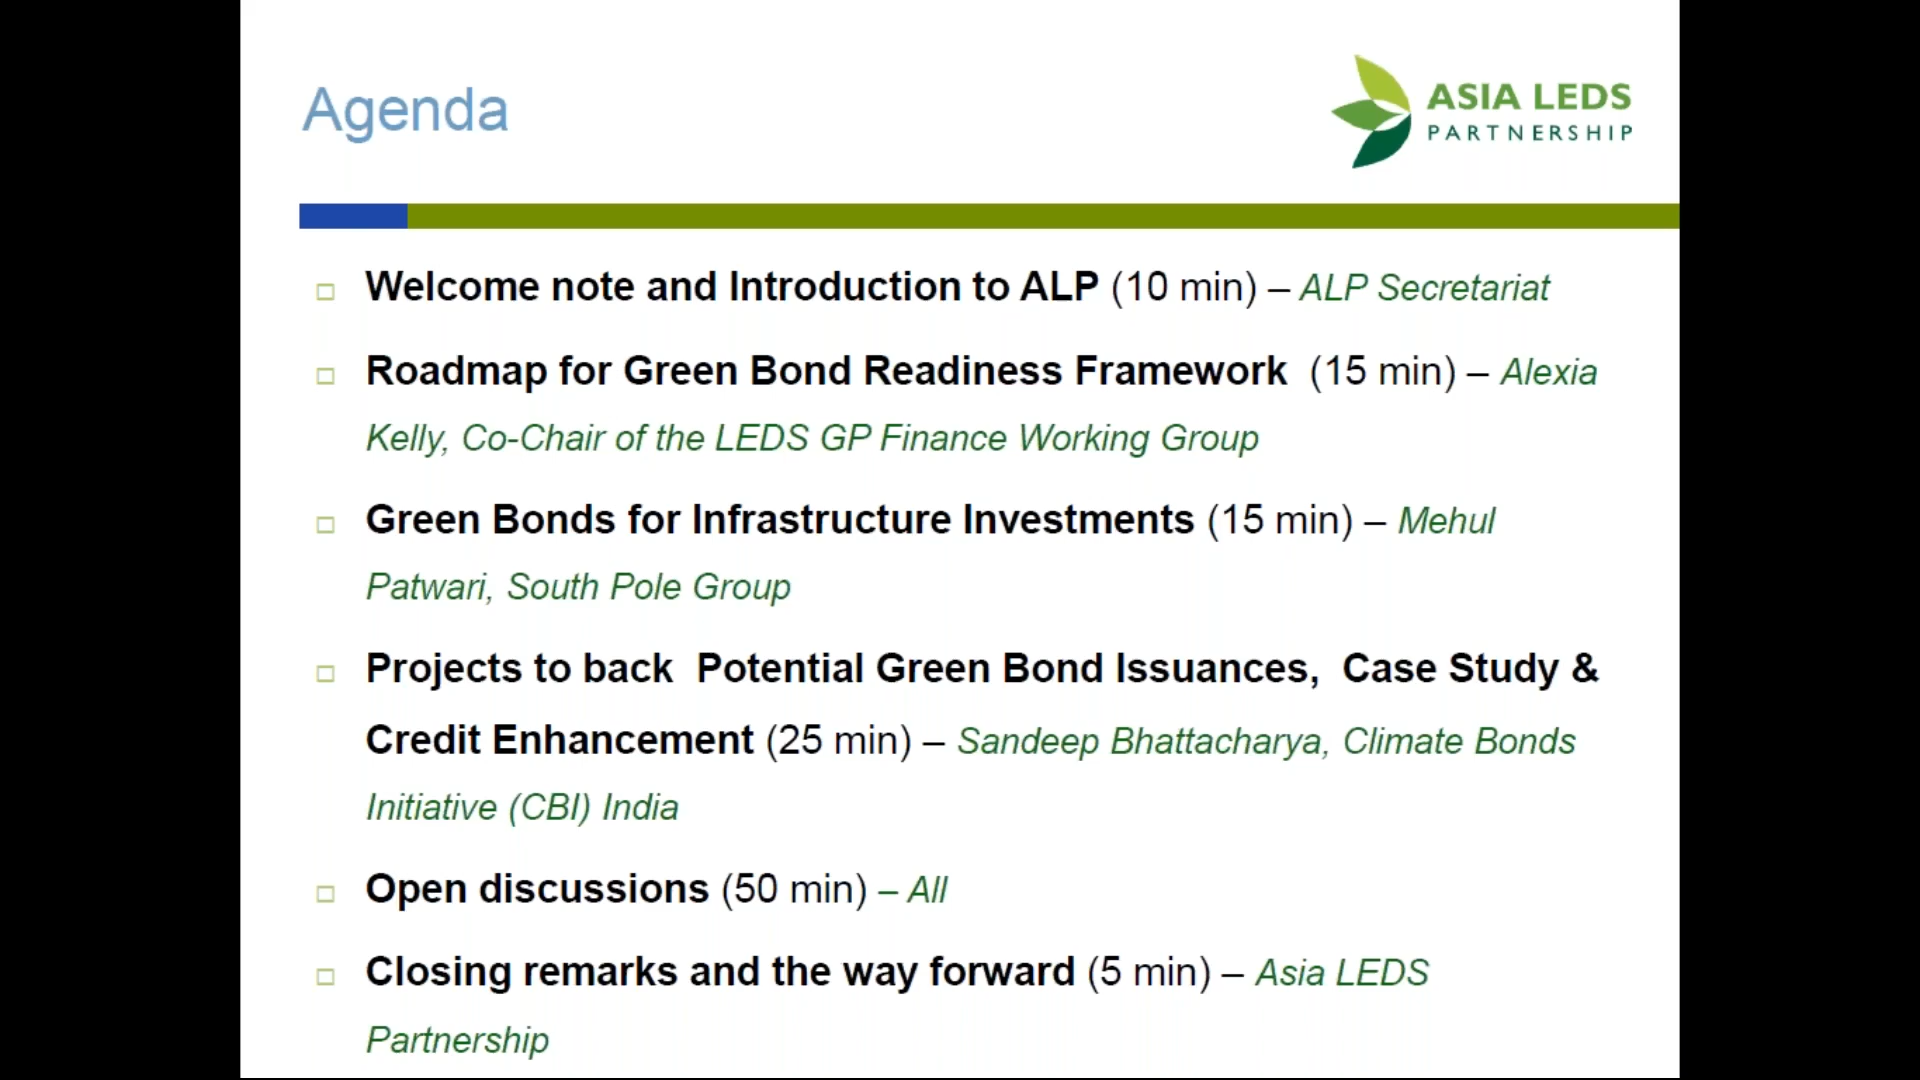 Agenda
ASIA LEDS
PARTNERSHIP
Welcome note and Introduction to ALP (10 min) – ALP Secretariat
Roadmap for Green Bond Readiness Framework (15 min) – Alexia
Kelly, Co-Chair of the LEDS GP Finance Working Group
Green Bonds for Infrastructure Investments (15 min) – Mehul
Patwari, South Pole Group
Projects to back Potential Green Bond Issuances, Case Study &
Credit Enhancement (25 min) – Sandeep Bhattacharya, Climate Bonds
Initiative (CBI) India
Open discussions (50 min) – All
Closing remarks and the way forward (5 min) – Asia LEDS
Partnership